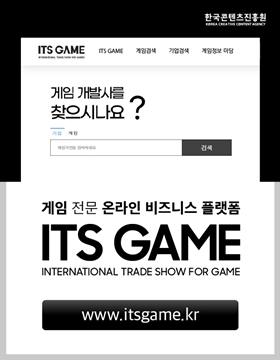 한국콘텐츠진흥원
KOREA CREATIVE CONTENT AGENCY
ITS GAME
INTERNATIONAL TRADE SHOW FOR GAMES
ITS GAME 게임검색 기업검색 게임정보 마당
게임 개발사를
찾으시나요 ?
기업 게임
검색
게임 전문 온라인 비즈니스 플랫폼
ITS GAME
INTERNATIONAL TRADE SHOW FOR GAME
www.itsgame.kr